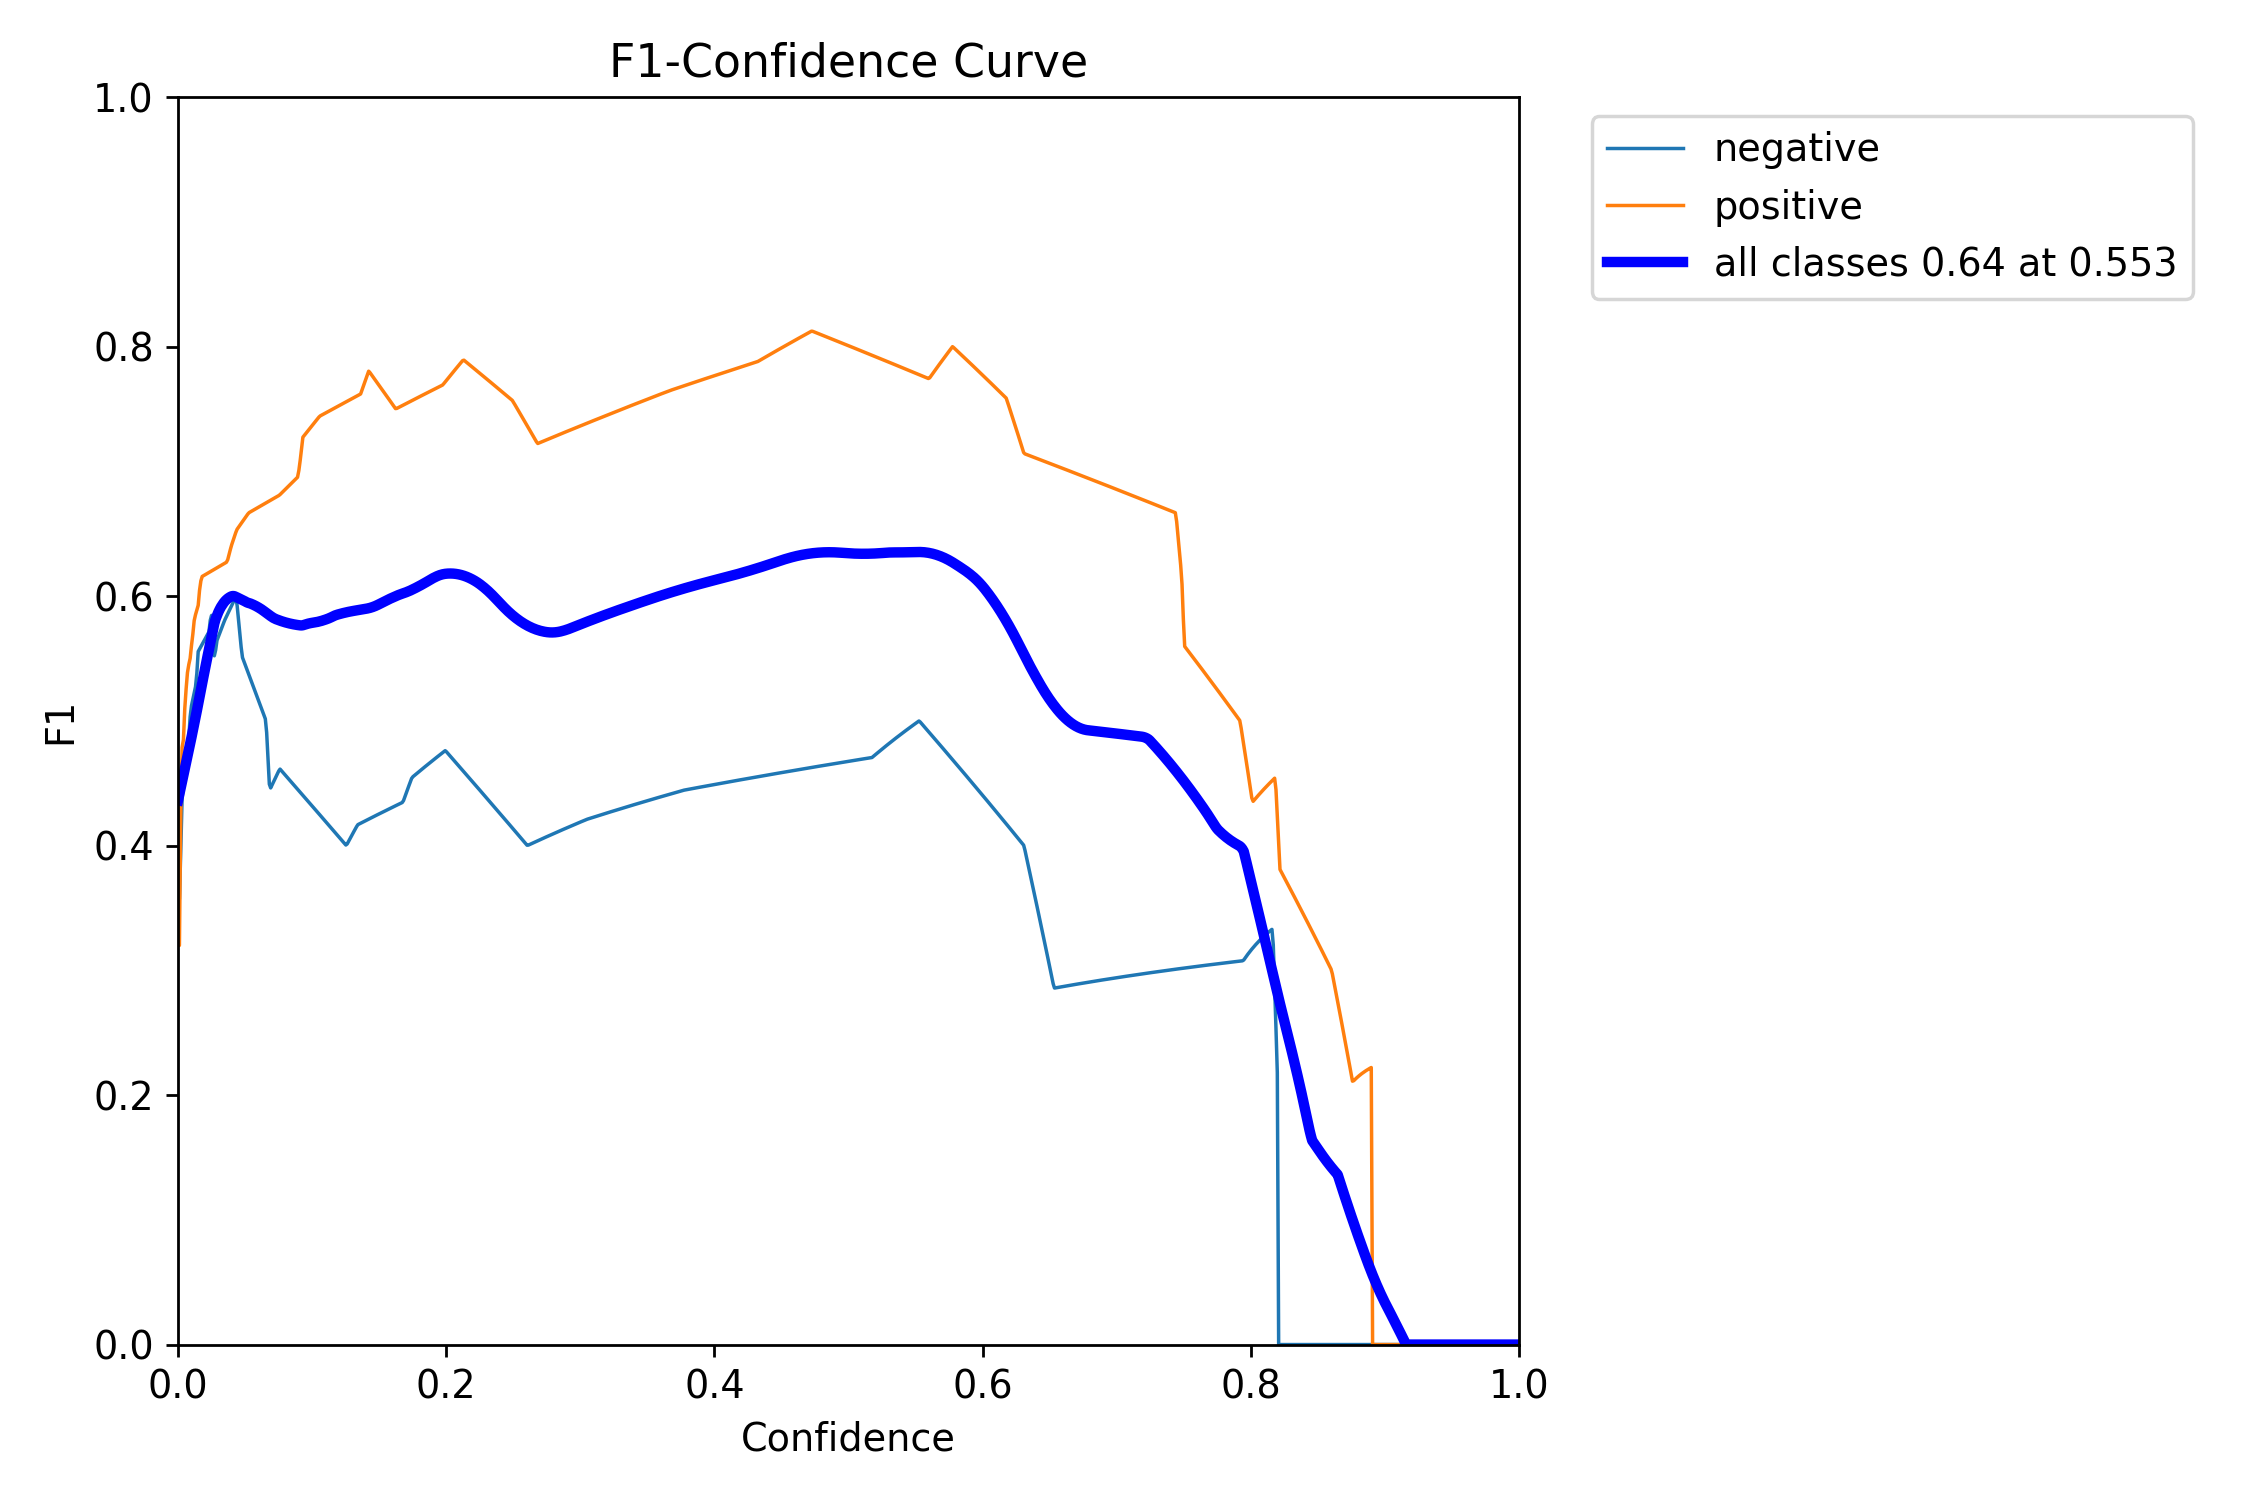 F1-Confidence Curve
1.0
0.8
0.6
0.4
0.2
0.0
F1
0.0 0.2 0.4 0.6 0.8 1.0
Confidence
negative
positive
all classes 0.64 at 0.553